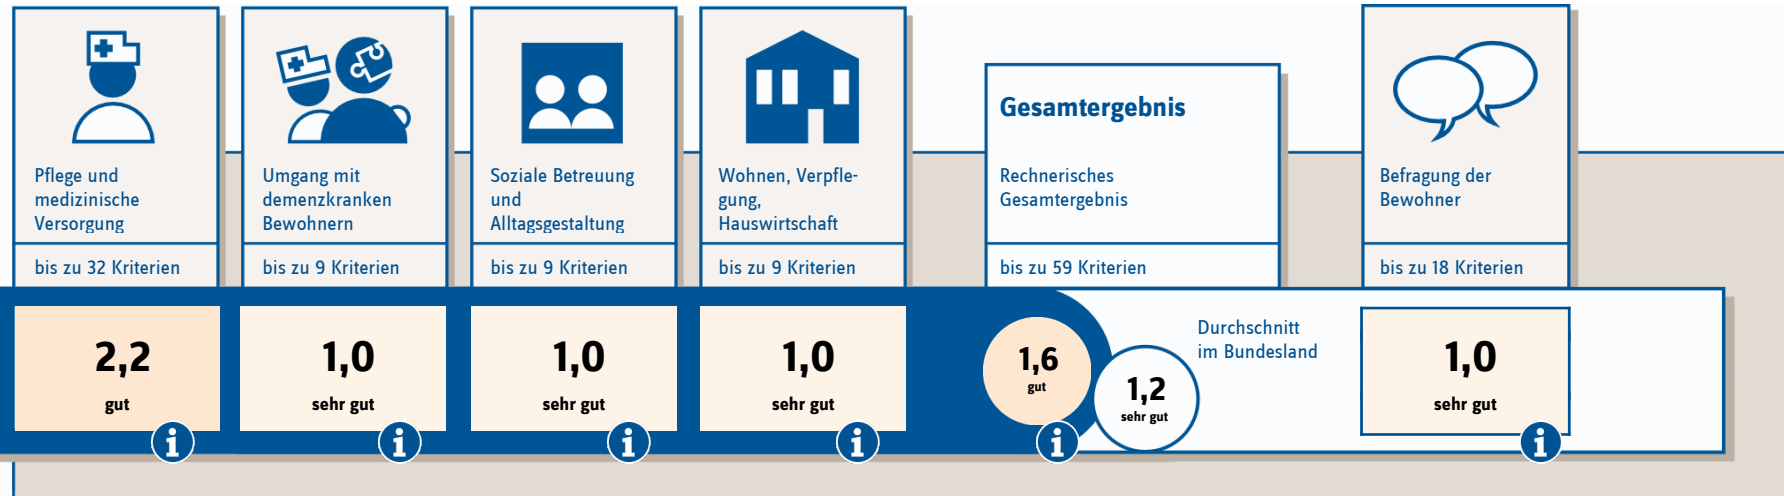 Pflege und
medizinische
Versorgung
bis zu 32 Kriterien
2,2
gut
Umgang mit
demenzkranken
Bewohnern
bis zu 9 Kriterien
1,0
sehr gut
Soziale Betreuung
und
Alltagsgestaltung
bis zu 9 Kriterien
1,0
sehr gut
Wohnen, Verpfle-
gung,
Hauswirtschaft
bis zu 9 Kriterien
1,0
sehr gut
Gesamtergebnis
Rechnerisches
Gesamtergebnis
bis zu 59 Kriterien
1,6
gut
Durchschnitt
im Bundesland
1,2
sehr gut
Befragung der
Bewohner
bis zu 18 Kriterien
1,0
sehr gut
i
i
i
i
i
i